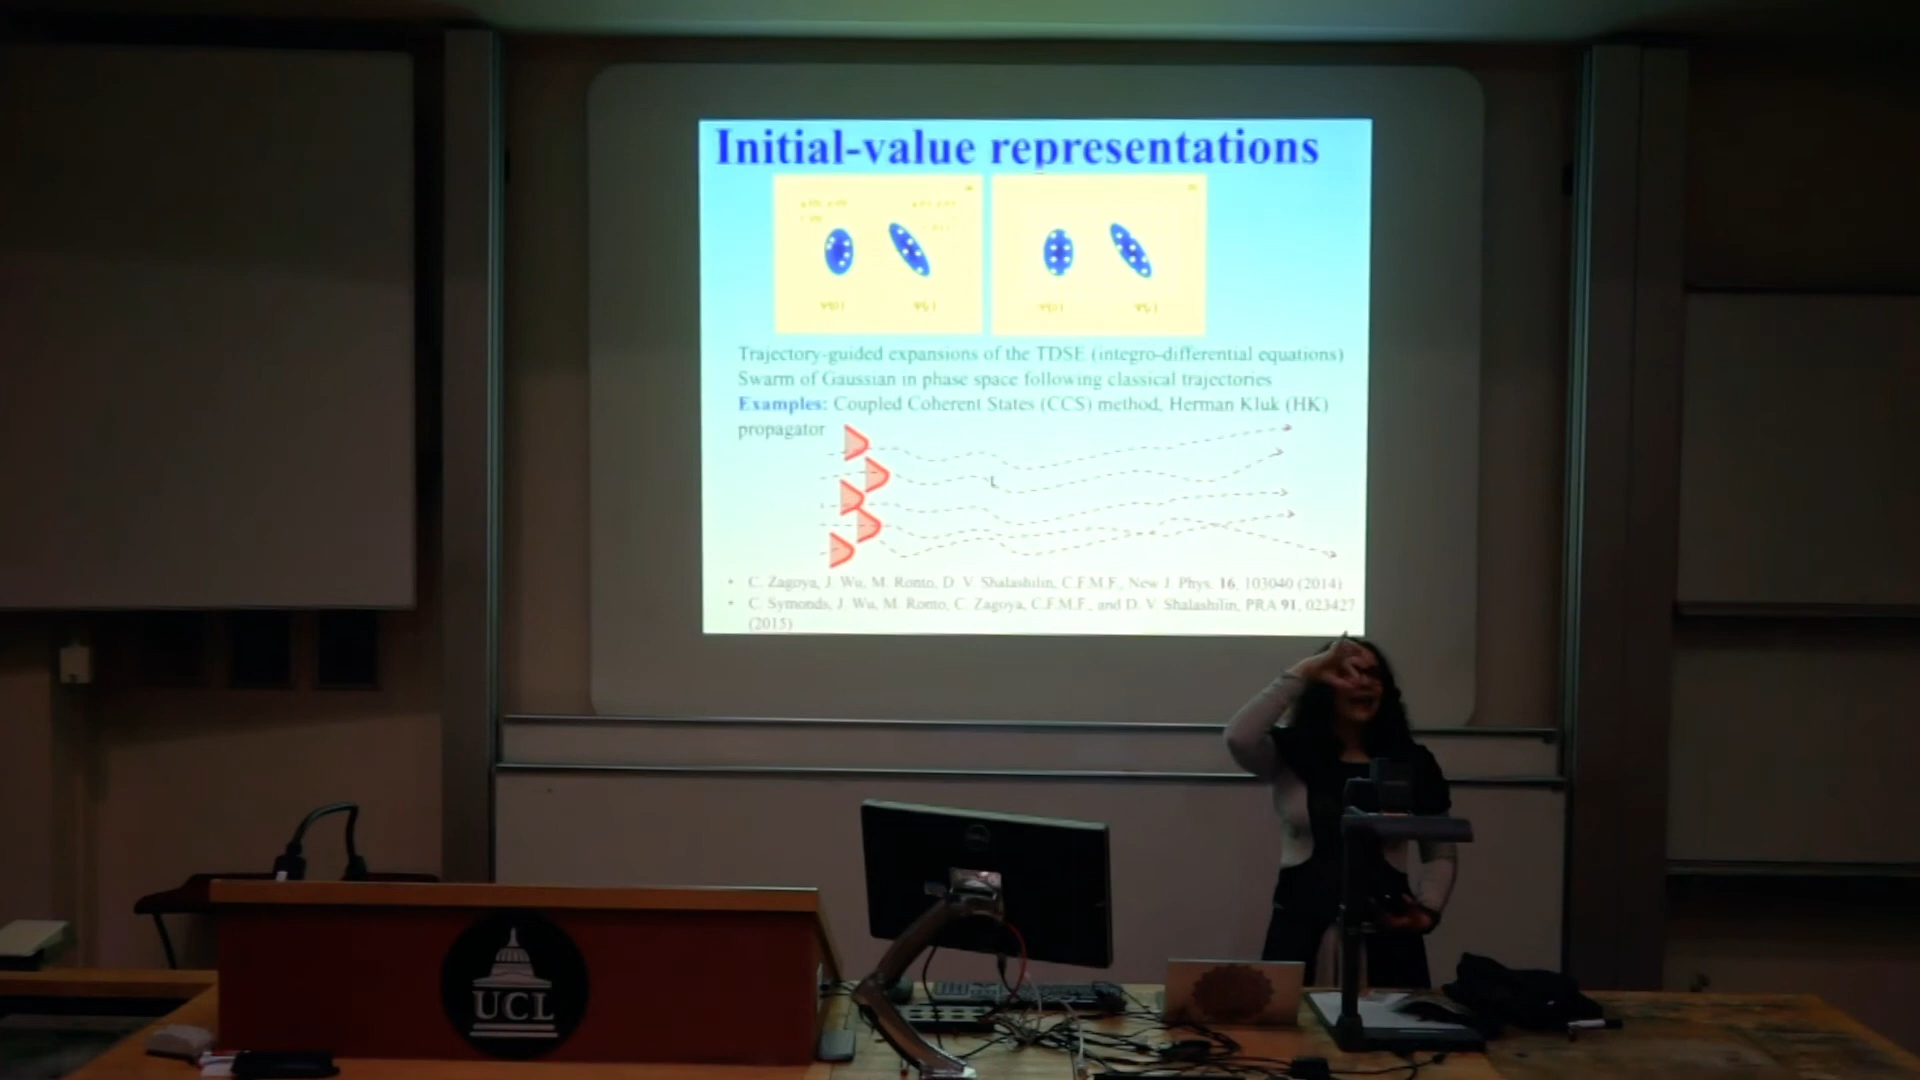 Initial-value representations
Trajectory-guided expansions of the TDSE (integro-differential equations)
Swarm of Gaussian in phase space following classical trajectories
Examples: Coupled Coherent States (CCS) method, Herman Kluk (HK)
propagator
• C. Zagoya, J. Wu, M. Ronto, D. V. Shalashilin, C.F.M.F., New J. Phys. 16, 103040 (2014)
• C. Symonds, J. Wu, M. Ronto, C. Zagoya, C.F.M.F., and D. V. Shalashilin, PRA 91, 023427
(2015)
UCL